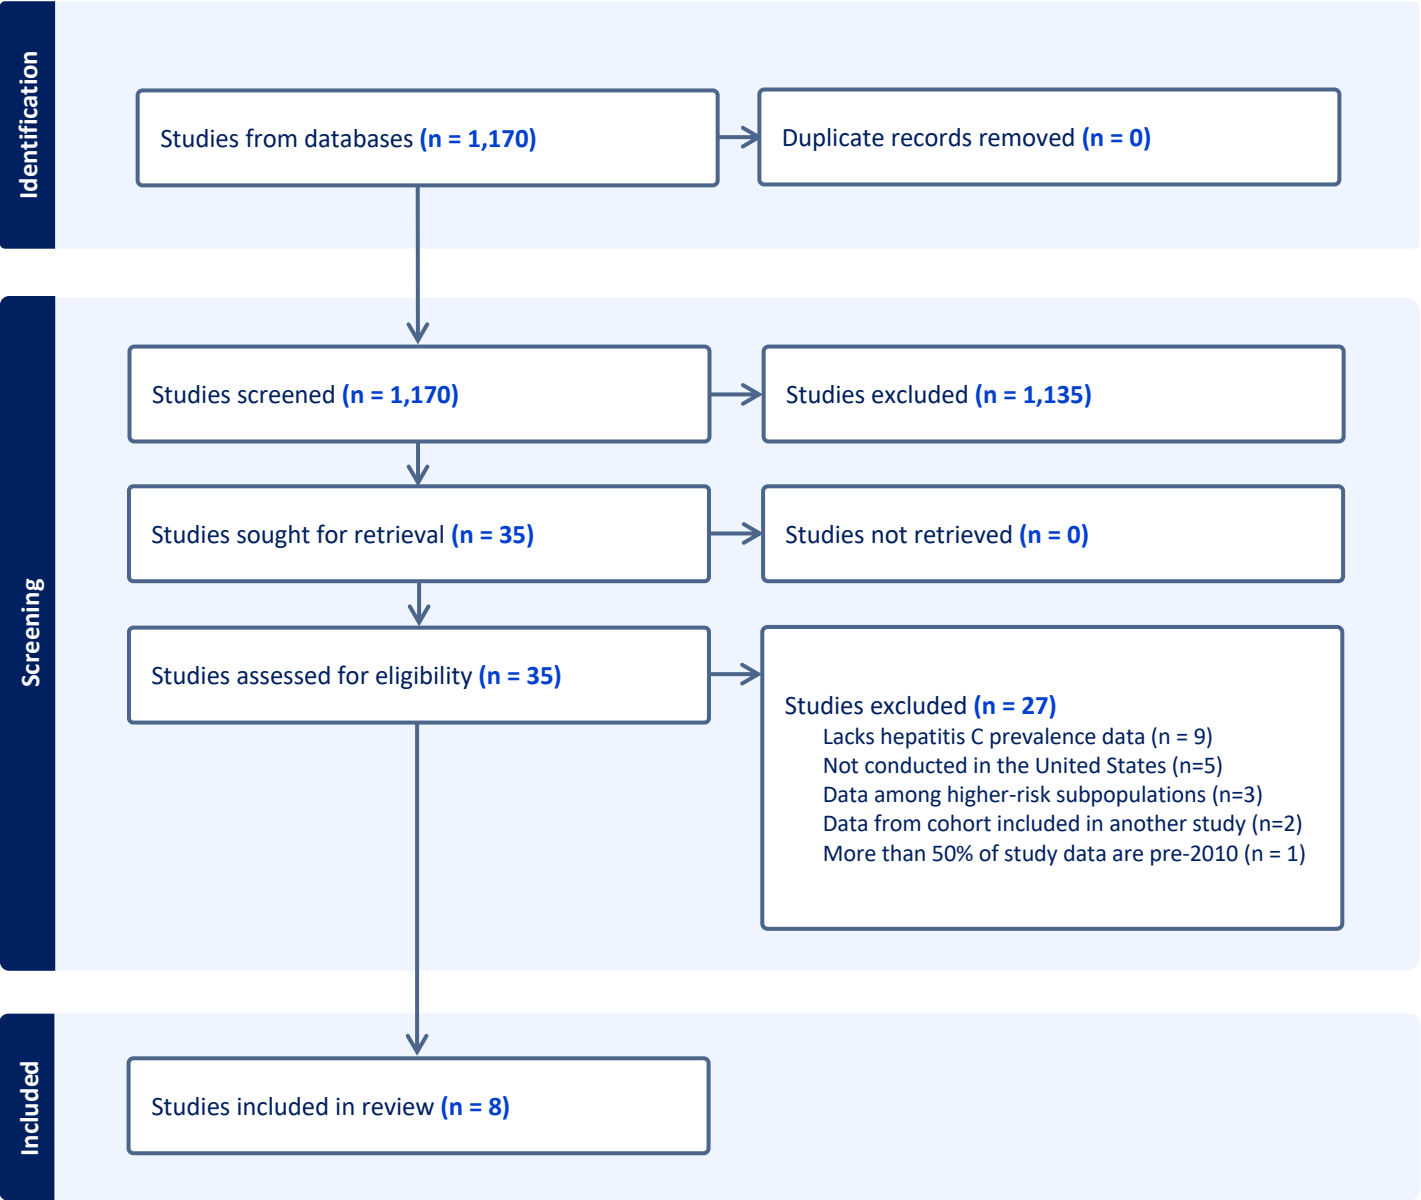 Identification
Studies from databases (n = 1,170)
Duplicate records removed (n = 0)
Screening
Studies screened (n = 1,170)
Studies excluded (n = 1,135)
Studies sought for retrieval (n = 35)
Studies not retrieved (n = 0)
Studies assessed for eligibility (n = 35)
Studies excluded (n = 27)
Lacks hepatitis C prevalence data (n = 9)
Not conducted in the United States (n=5)
Data among higher-risk subpopulations (n=3)
Data from cohort included in another study (n=2)
More than 50% of study data are pre-2010 (n = 1)
Included
Studies included in review (n = 8)